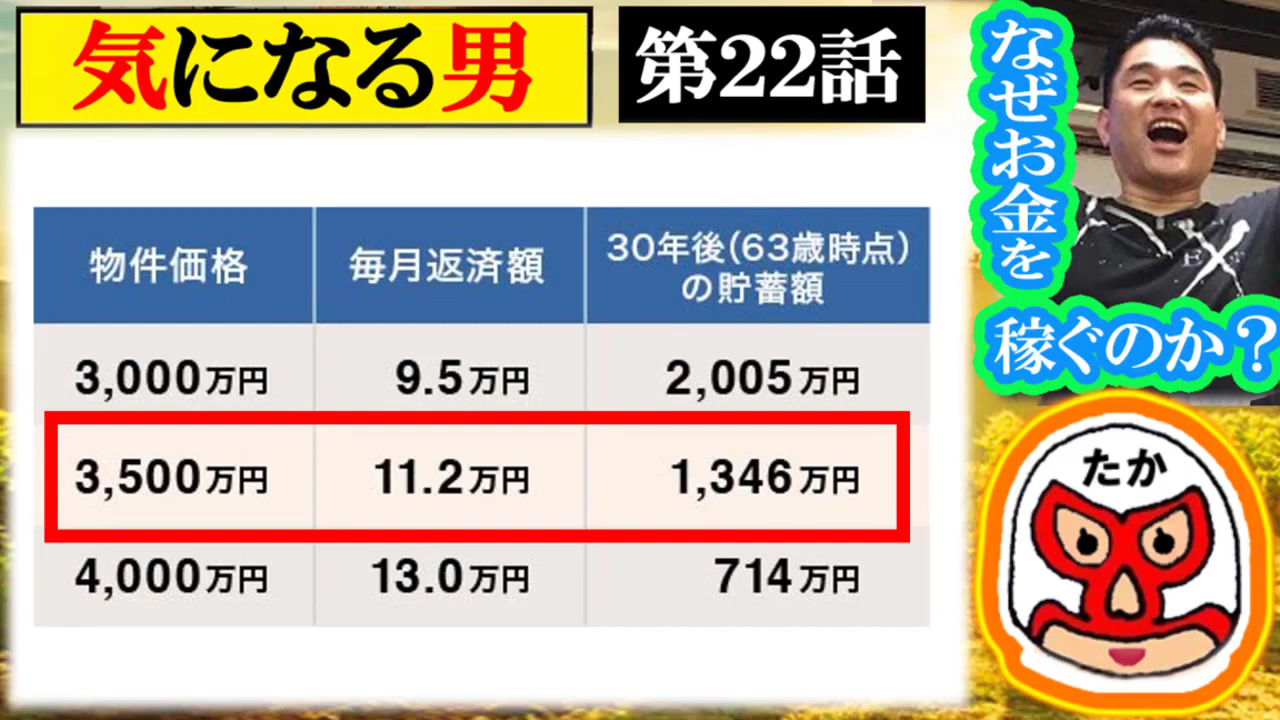 気になる男
第22話
なぜお金を
稼ぐのか？
物件価格
毎月返済額
30年後(63歳時点)
の貯蓄額
3,000万円
9.5万円
2,005万円
3,500万円
11.2万円
1,346万円
4,000万円
13.0万円
714万円
たか